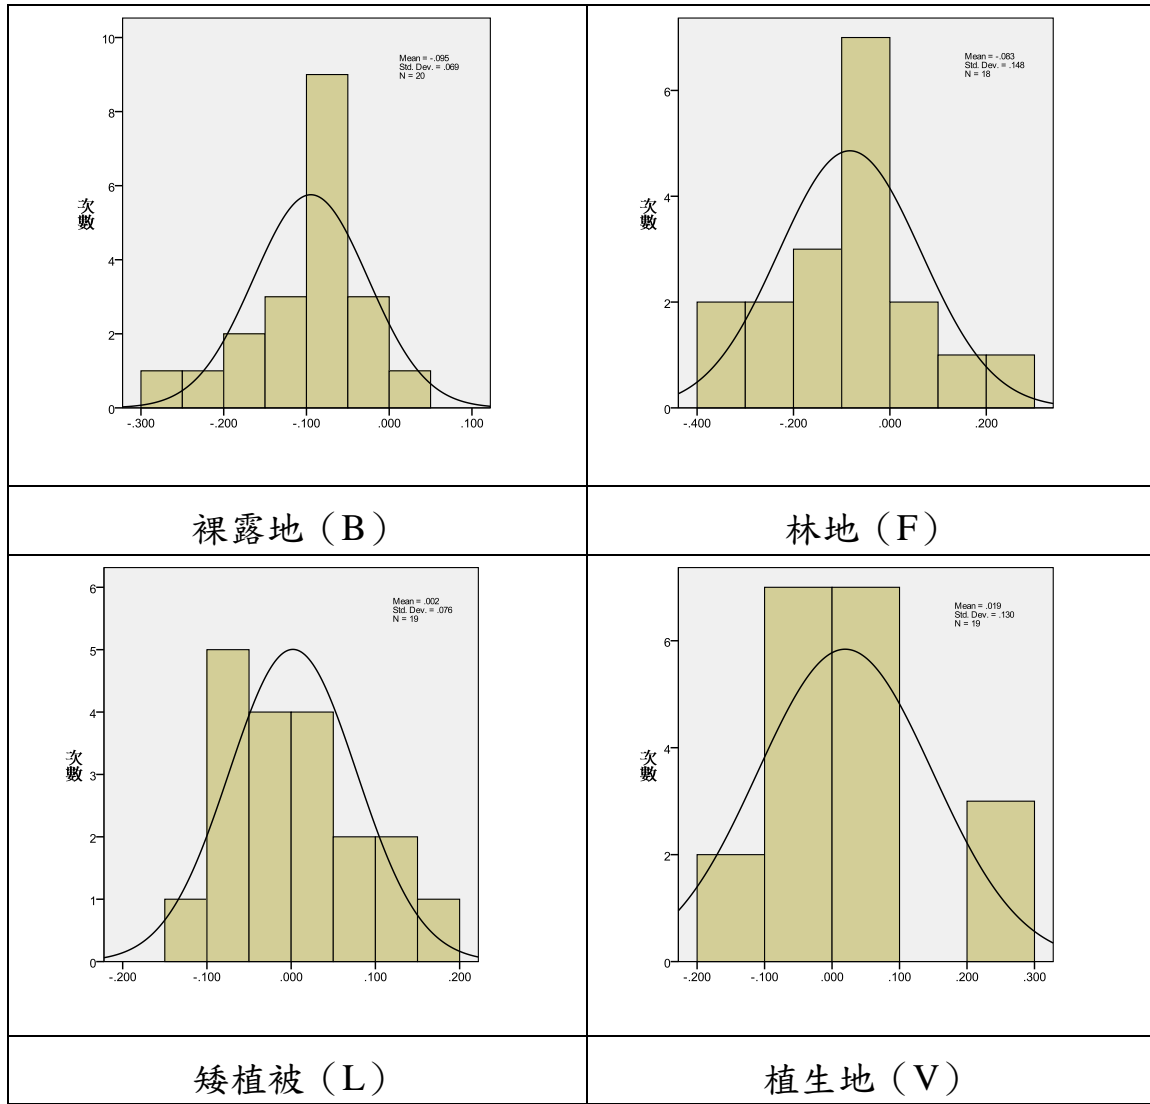 10
8
6
4
2
0
次數
Mean = -.095
Std. Dev. = .069
N = 20
-.300 -.200 -.100 .000 .100
6
4
2
0
次數
Mean = -.083
Std. Dev. = .148
N = 18
-.400 -.200 .000 .200
裸露地（B）
林地（F）
6
5
4
3
2
1
0
次數
Mean = .002
Std. Dev. = .076
N = 19
-.200 -.100 .000 .100 .200
6
4
2
0
次數
Mean = .019
Std. Dev. = .130
N = 19
-.200 -.100 .000 .100 .200 .300
矮植被（L）
植生地（V）